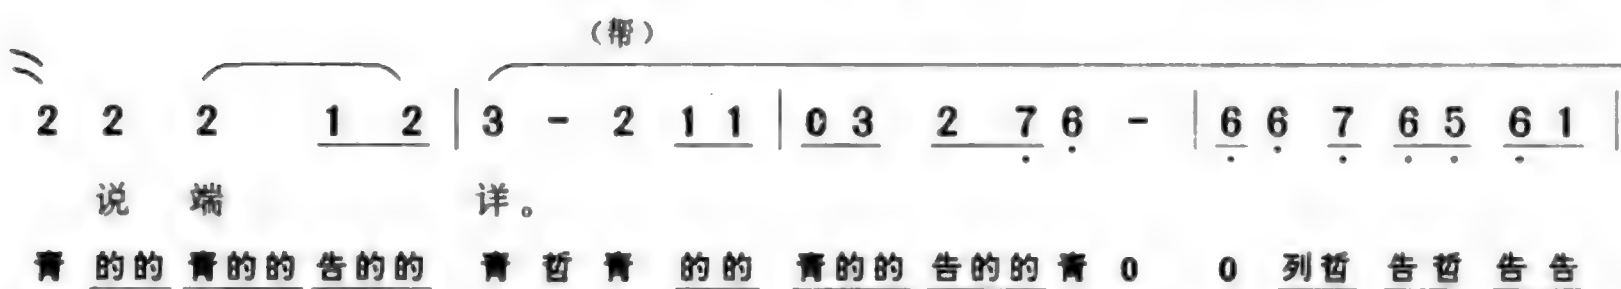 （帮）
2 2 2 1 2 | 3 - 2 1 1 | 0 3 2 7 6 - | 6 6 7 6 5 6 1 |
说 端 详。
青 的的 青的的 告的的 青 哲 青 的的 青的的 告的的 青 0 0 列哲 告哲 告告